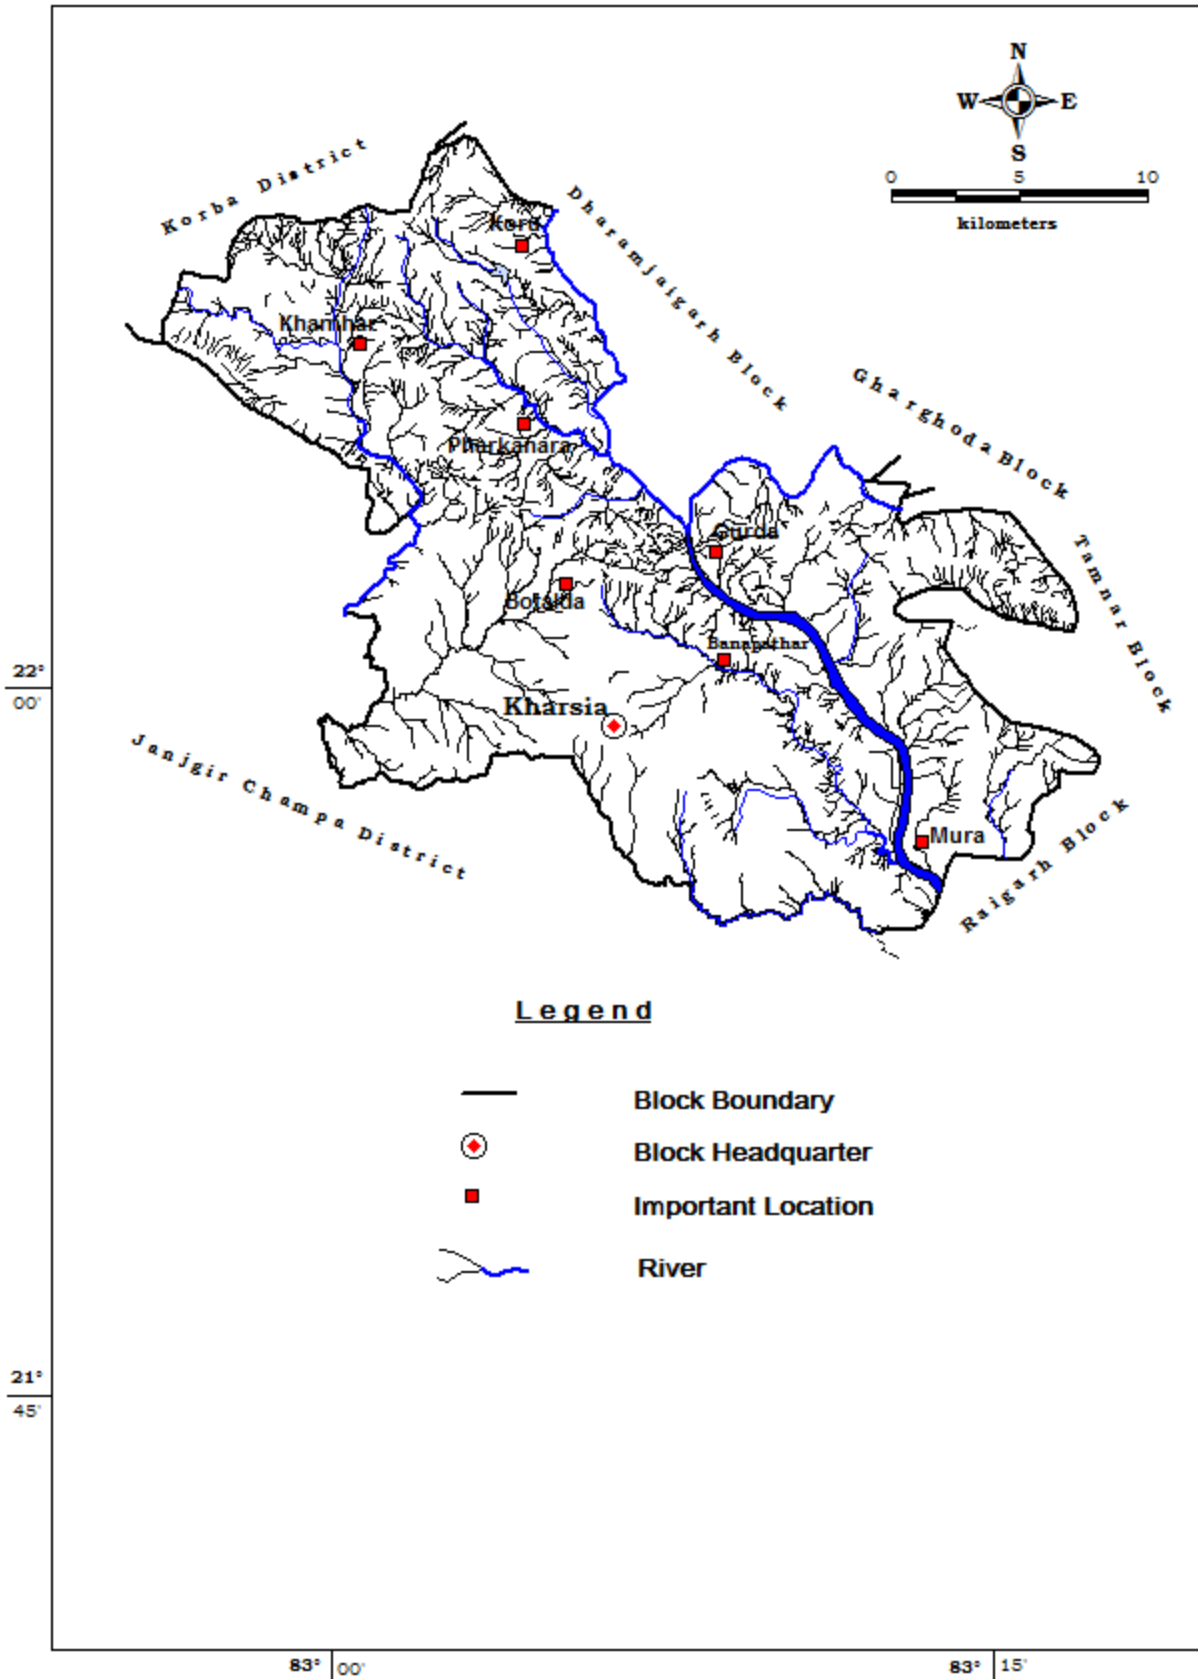 N
W E
S
0 5 10
kilometers
Korba District
Dharamjaigarh Block
Koru
Khamhar
Gharghoda Block
Pharkanara
Gurda
Tamnar Block
Botalda
Banapathar
22°
00'
Kharsia
Janjgir Champa District
Mura
Raigarh Block
Legend
Block Boundary
Block Headquarter
Important Location
River
21°
45'
83° 00' 83° 15'